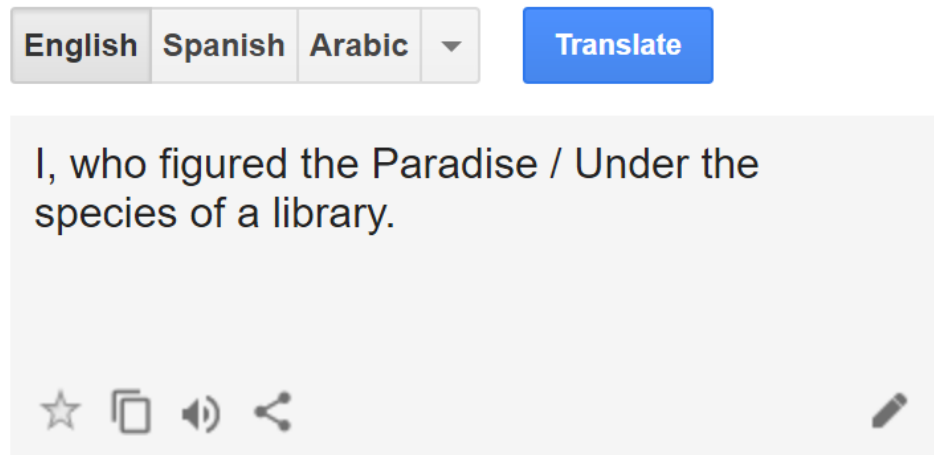 English Spanish Arabic Translate
I, who figured the Paradise / Under the
species of a library.